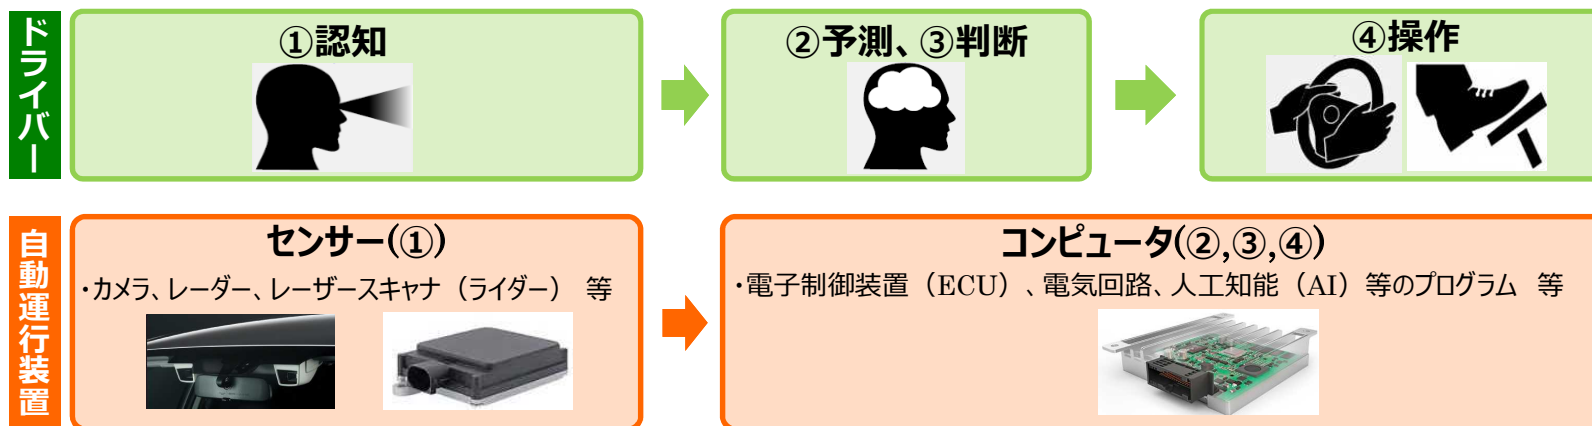 ドライバー
①認知
②予測、③判断
④操作
自動運行装置
センサー(①)
・カメラ、レーダー、レーザースキャナ（ライダー） 等
コンピュータ(②,③,④)
・電子制御装置（ECU）、電気回路、人工知能（AI）等のプログラム 等